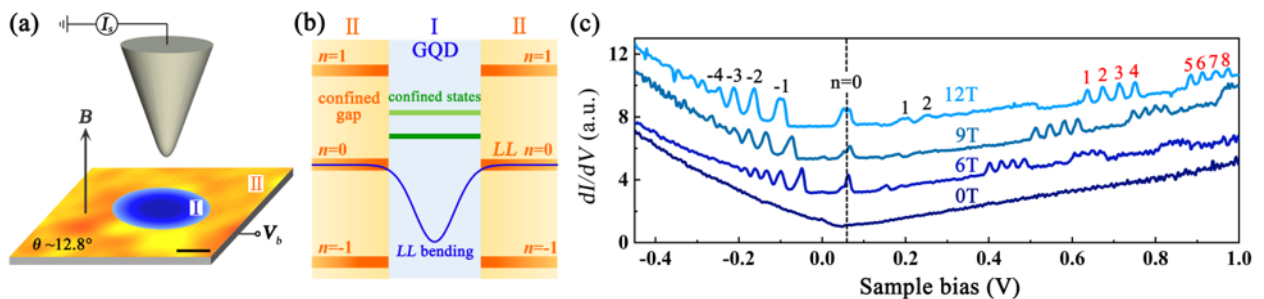 (a)
I_s
B
II
I
θ ~12.8°
V_b
(b)
II I II
GQD
n=1 n=1
confined gap
confined states
n=0 LL n=0
n=-1 LL bending n=-1
(c)
dI/dV (a.u.)
12
8
4
0
-4 -3 -2 -1 n=0 1 2 12T 1 2 3 4 5 6 7 8
9T
6T
0T
-0.4 -0.2 0.0 0.2 0.4 0.6 0.8 1.0
Sample bias (V)